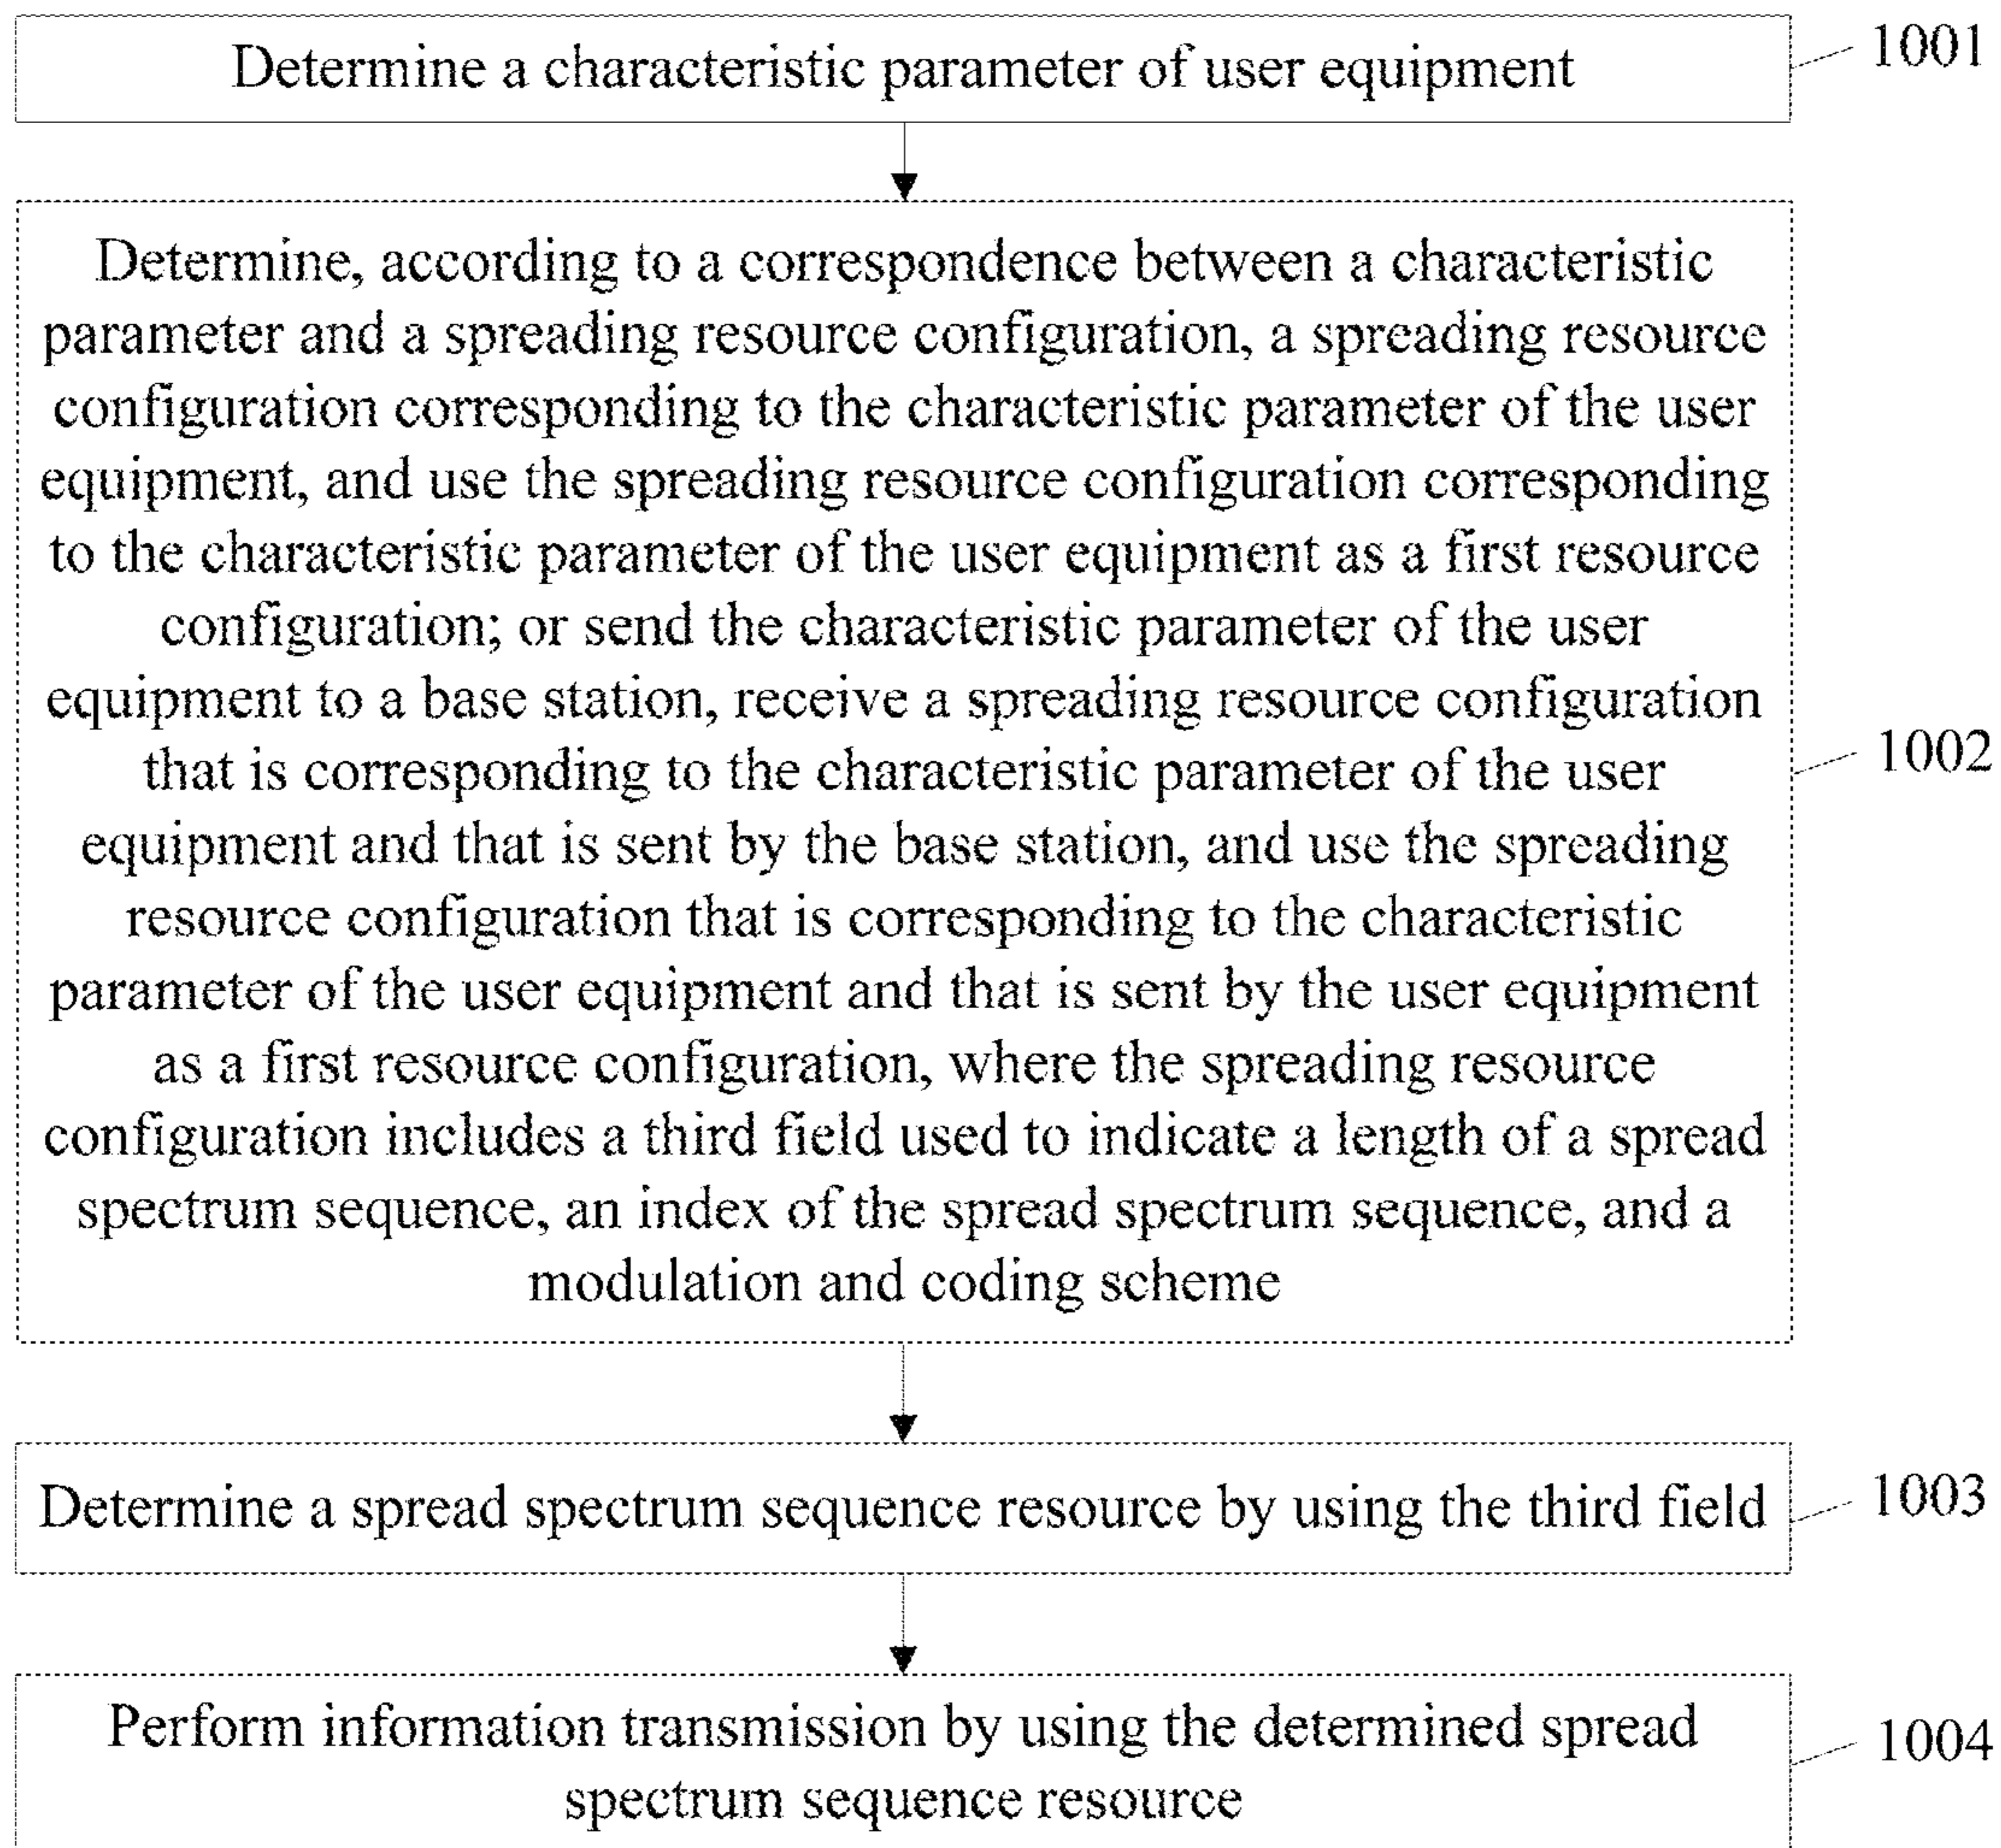 Determine a characteristic parameter of user equipment
1001
Determine, according to a correspondence between a characteristic
parameter and a spreading resource configuration, a spreading resource
configuration corresponding to the characteristic parameter of the user
equipment, and use the spreading resource configuration corresponding
to the characteristic parameter of the user equipment as a first resource
configuration; or send the characteristic parameter of the user
equipment to a base station, receive a spreading resource configuration
that is corresponding to the characteristic parameter of the user
equipment and that is sent by the base station, and use the spreading
resource configuration that is corresponding to the characteristic
parameter of the user equipment and that is sent by the user equipment
as a first resource configuration, where the spreading resource
configuration includes a third field used to indicate a length of a spread
spectrum sequence, an index of the spread spectrum sequence, and a
modulation and coding scheme
1002
Determine a spread spectrum sequence resource by using the third field
1003
Perform information transmission by using the determined spread
spectrum sequence resource
1004